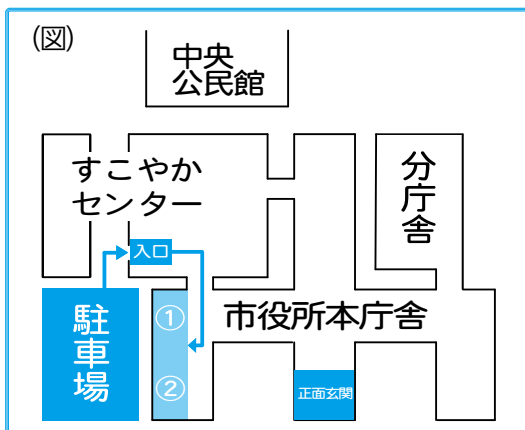 (図)
中央
公民館
すこやか
センター
分庁舎
入口
駐車場
①
②
市役所本庁舎
正面玄関